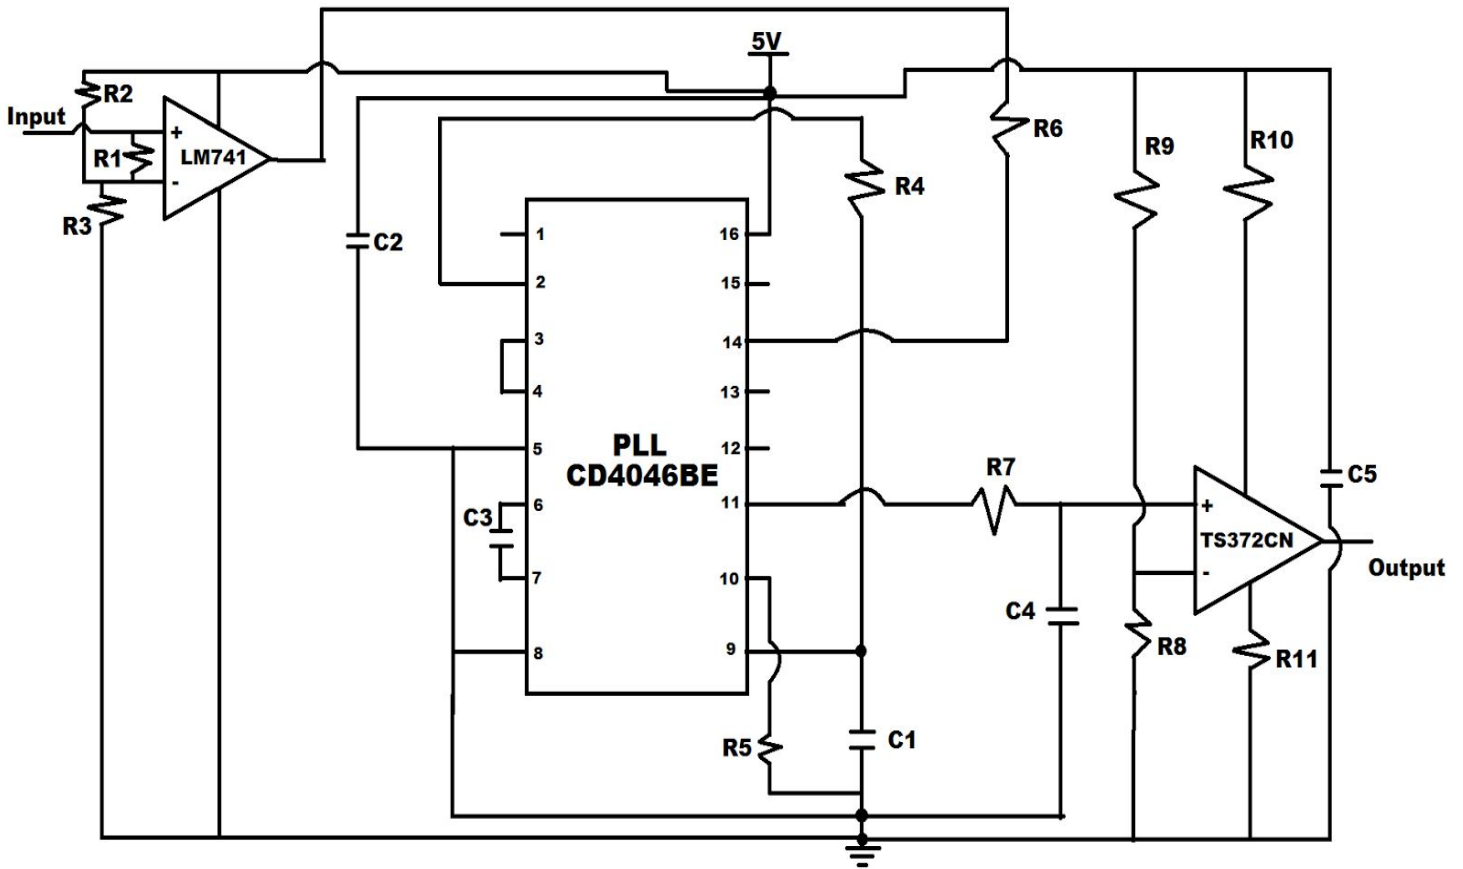 5V
R2
Input
+
LM741
R1
-
R3
R6
R9
R10
R4
C2
1
16
2
15
3
14
4
13
5
12
PLL
CD4046BE
6
11
C3
7
10
8
9
R7
C5
+
TS372CN
-
Output
C4
R8
R11
R5
C1